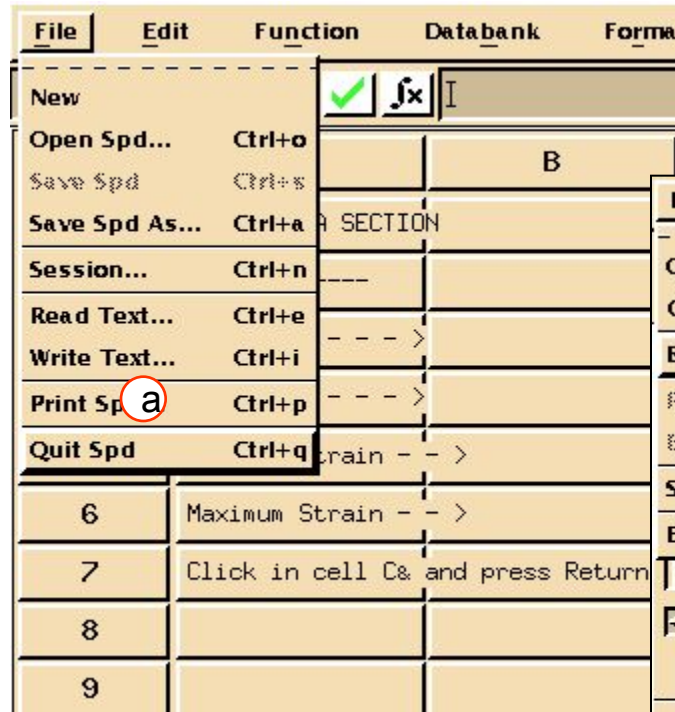 File Edit Function Databank Forma
New
Open Spd... Ctrl+o
B
Save Spd Ctrl+s
Save Spd As... Ctrl+a A SECTION
Session... Ctrl+n ----
Read Text... Ctrl+e
- - - >
Write Text... Ctrl+i
Print Sp a Ctrl+p - - - >
Quit Spd Ctrl+q train - - >
6 Maximum Strain - - >
7 Click in cell C& and press Return
8
9